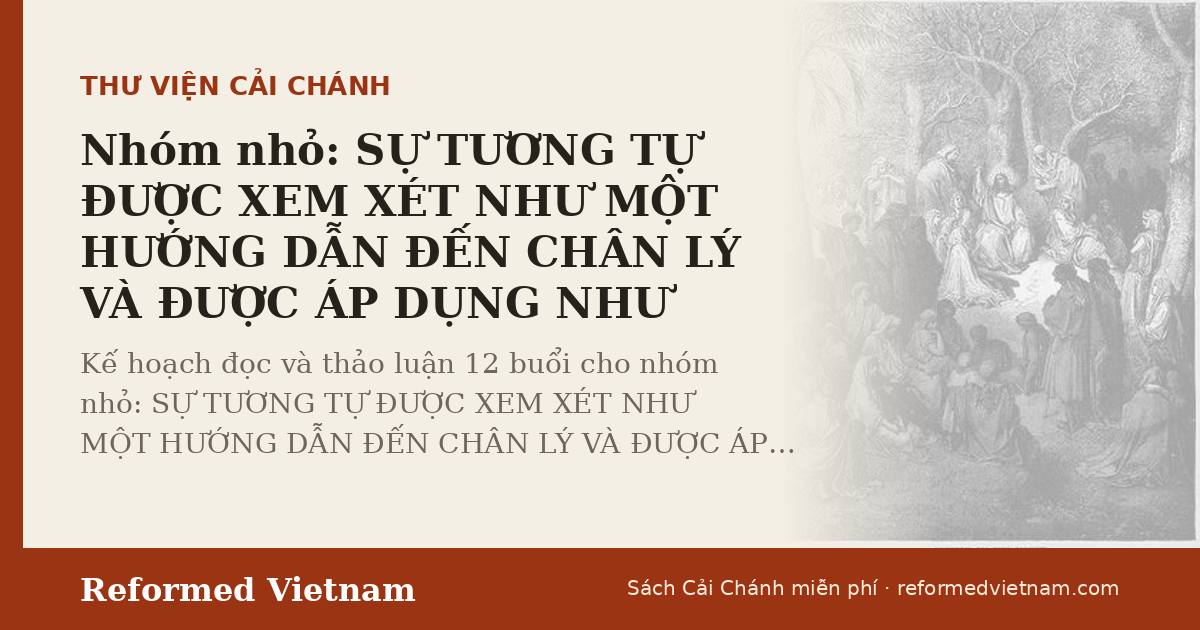 THƯ VIỆN CẢI CHÁNH
Nhóm nhỏ: SỰ TƯƠNG TỰ
ĐƯỢC XEM XÉT NHƯ MỘT
HƯỚNG DẪN ĐẾN CHÂN LÝ
VÀ ĐƯỢC ÁP DỤNG NHƯ
Kế hoạch đọc và thảo luận 12 buổi cho nhóm
nhỏ: SỰ TƯƠNG TỰ ĐƯỢC XEM XÉT NHƯ
MỘT HƯỚNG DẪN ĐẾN CHÂN LÝ VÀ ĐƯỢC ÁP...
Reformed Vietnam
Sách Cải Chánh miễn phí · reformedvietnam.com